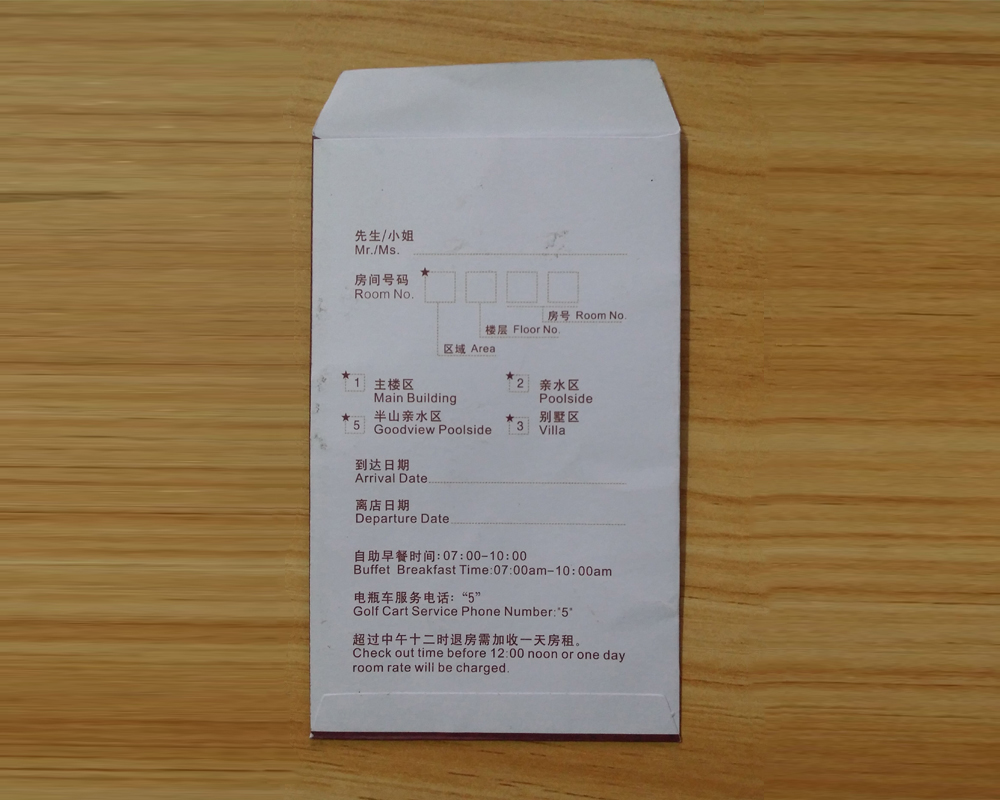 先生/小姐
Mr./Ms.
房间号码
Room No.
房号 Room No.
楼层 Floor No.
区域 Area
★1 主楼区
Main Building
★2 亲水区
Poolside
★5 半山亲水区
Goodview Poolside
★3 别墅区
Villa
到达日期
Arrival Date
离店日期
Departure Date
自助早餐时间:07:00-10:00
Buffet Breakfast Time:07:00am-10:00am
电瓶车服务电话:“5”
Golf Cart Service Phone Number:"5"
超过中午十二时退房需加收一天房租。
Check out time before 12:00 noon or one day
room rate will be charged.